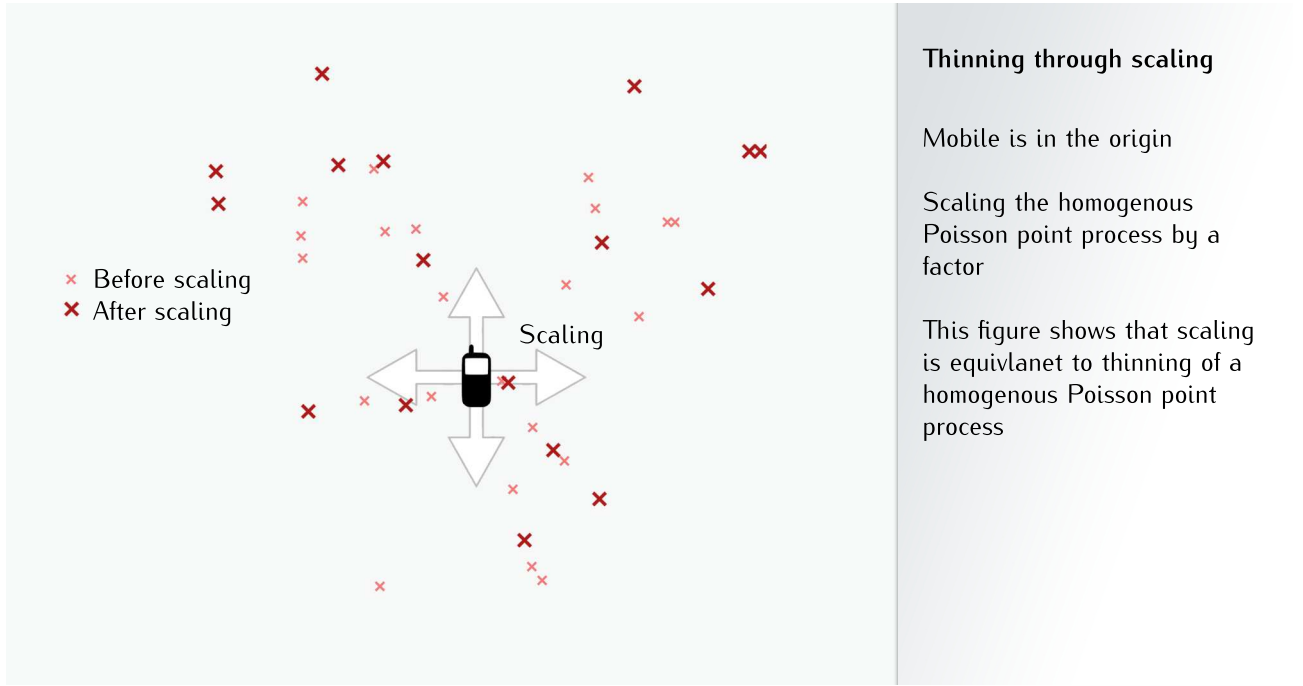 Before scaling
After scaling
Scaling
Thinning through scaling
Mobile is in the origin
Scaling the homogenous
Poisson point process by a
factor
This figure shows that scaling
is equivlanet to thinning of a
homogenous Poisson point
process